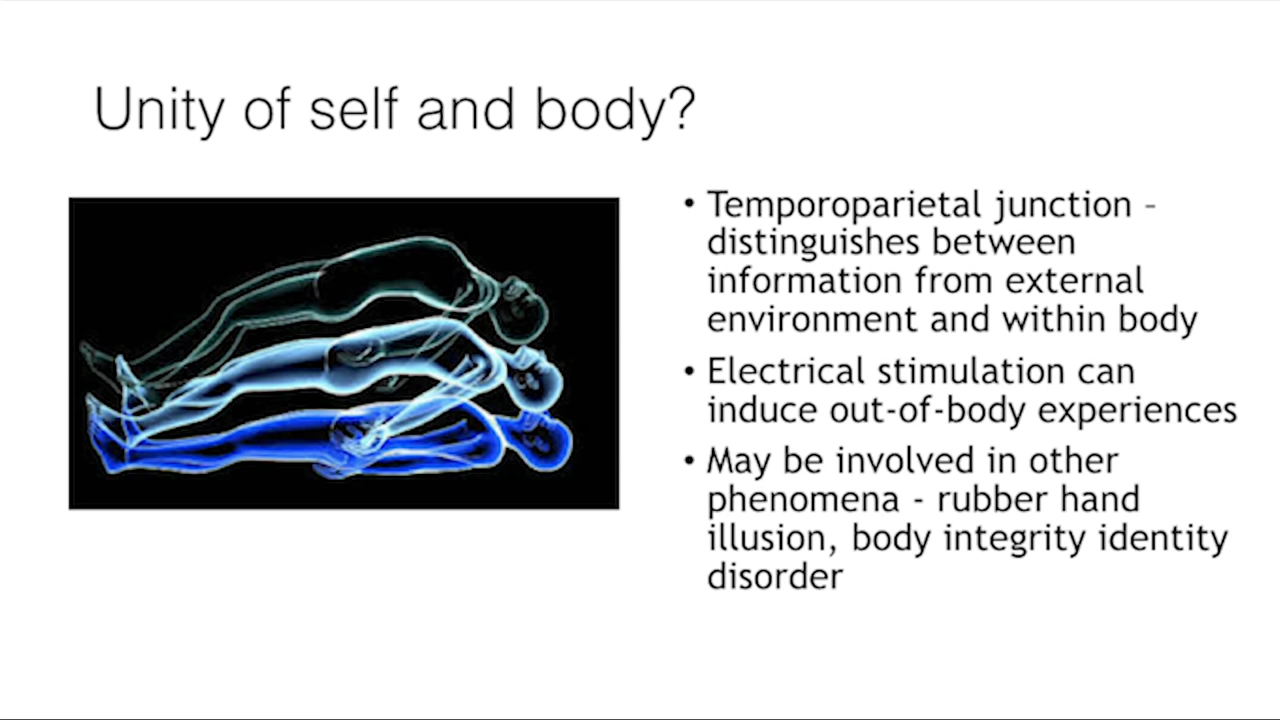 Unity of self and body?
• Temporoparietal junction –
distinguishes between
information from external
environment and within body
• Electrical stimulation can
induce out-of-body experiences
• May be involved in other
phenomena - rubber hand
illusion, body integrity identity
disorder